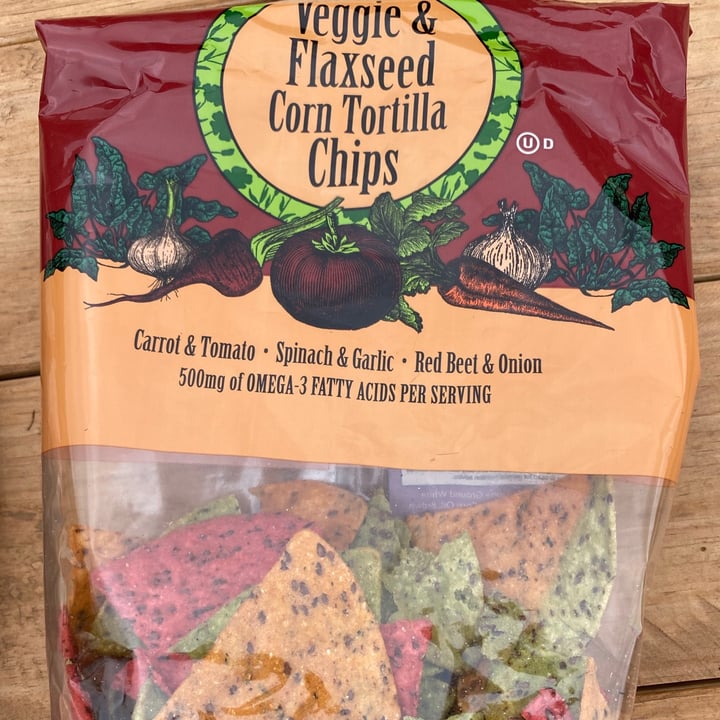 Veggie &
Flaxseed
Corn Tortilla
Chips
U D
Carrot & Tomato • Spinach & Garlic • Red Beet & Onion
500mg of OMEGA-3 FATTY ACIDS PER SERVING